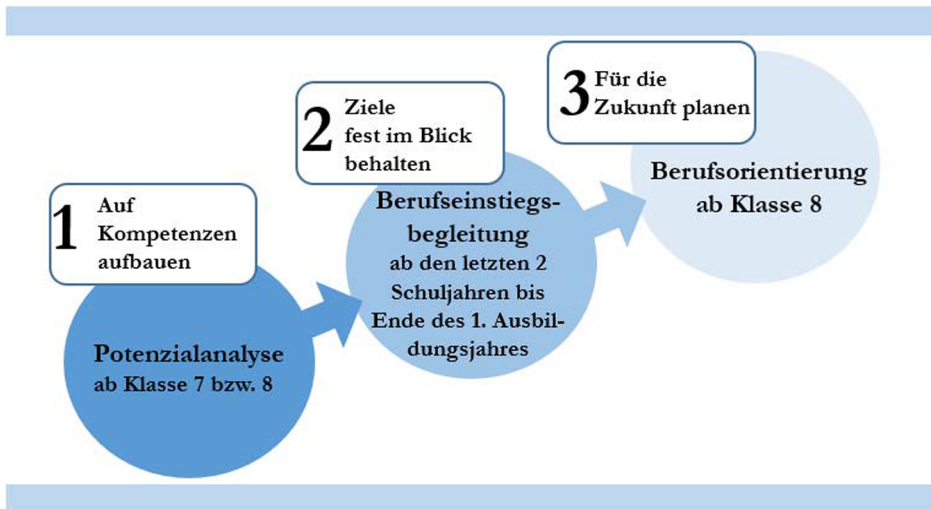 1
Auf
Kompetenzen
aufbauen
Potenzialanalyse
ab Klasse 7 bzw. 8
2
Ziele
fest im Blick
behalten
Berufseinstiegs-
begleitung
ab den letzten 2
Schuljahren bis
Ende des 1. Ausbil-
dungsjahres
3
Für die
Zukunft planen
Berufsorientierung
ab Klasse 8